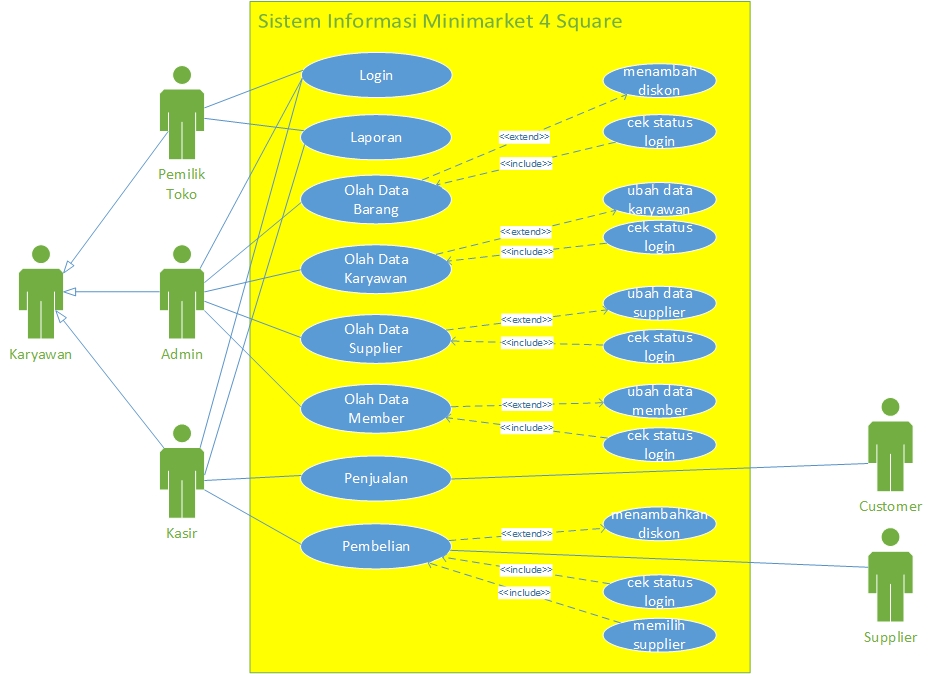 Sistem Informasi Minimarket 4 Square
Login
menambah
diskon
Laporan
<<extend>>
cek status
login
<<include>>
Pemilik
Toko
Olah Data
Barang
ubah data
karyawan
<<extend>>
cek status
login
<<include>>
Olah Data
Karyawan
Karyawan
Admin
ubah data
supplier
<<extend>>
Olah Data
Supplier
<<include>>
cek status
login
ubah data
member
<<extend>>
Olah Data
Member
<<include>>
cek status
login
Penjualan
Customer
Kasir
menambahkan
diskon
<<extend>>
Pembelian
<<include>>
cek status
login
<<include>>
memilih
supplier
Supplier